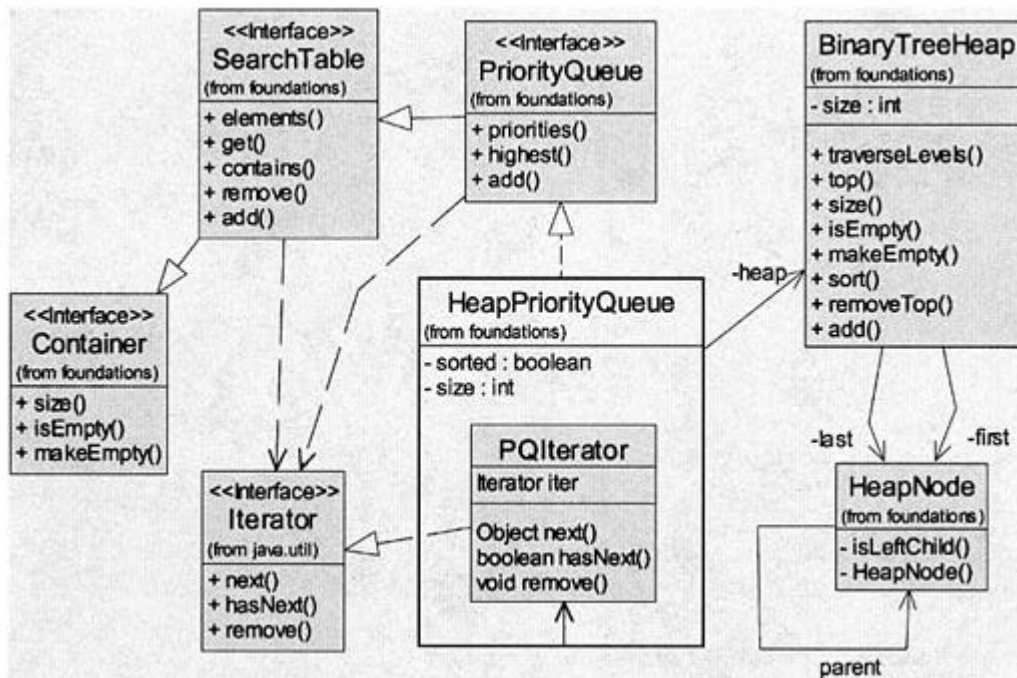 <<Interface>>
SearchTable
(from foundations)
+ elements()
+ get()
+ contains()
+ remove()
+ add()
<<Interface>>
PriorityQueue
(from foundations)
+ priorities()
+ highest()
+ add()
BinaryTreeHeap
(from foundations)
- size : int
+ traverseLevels()
+ top()
+ size()
+ isEmpty()
+ makeEmpty()
+ sort()
+ removeTop()
+ add()
<<Interface>>
Container
(from foundations)
+ size()
+ isEmpty()
+ makeEmpty()
HeapPriorityQueue
(from foundations)
- sorted : boolean
- size : int
-heap
PQIterator
Iterator iter
Object next()
boolean hasNext()
void remove()
<<Interface>>
Iterator
(from java.util)
+ next()
+ hasNext()
+ remove()
-last
-first
HeapNode
(from foundations)
- isLeftChild()
- HeapNode()
parent